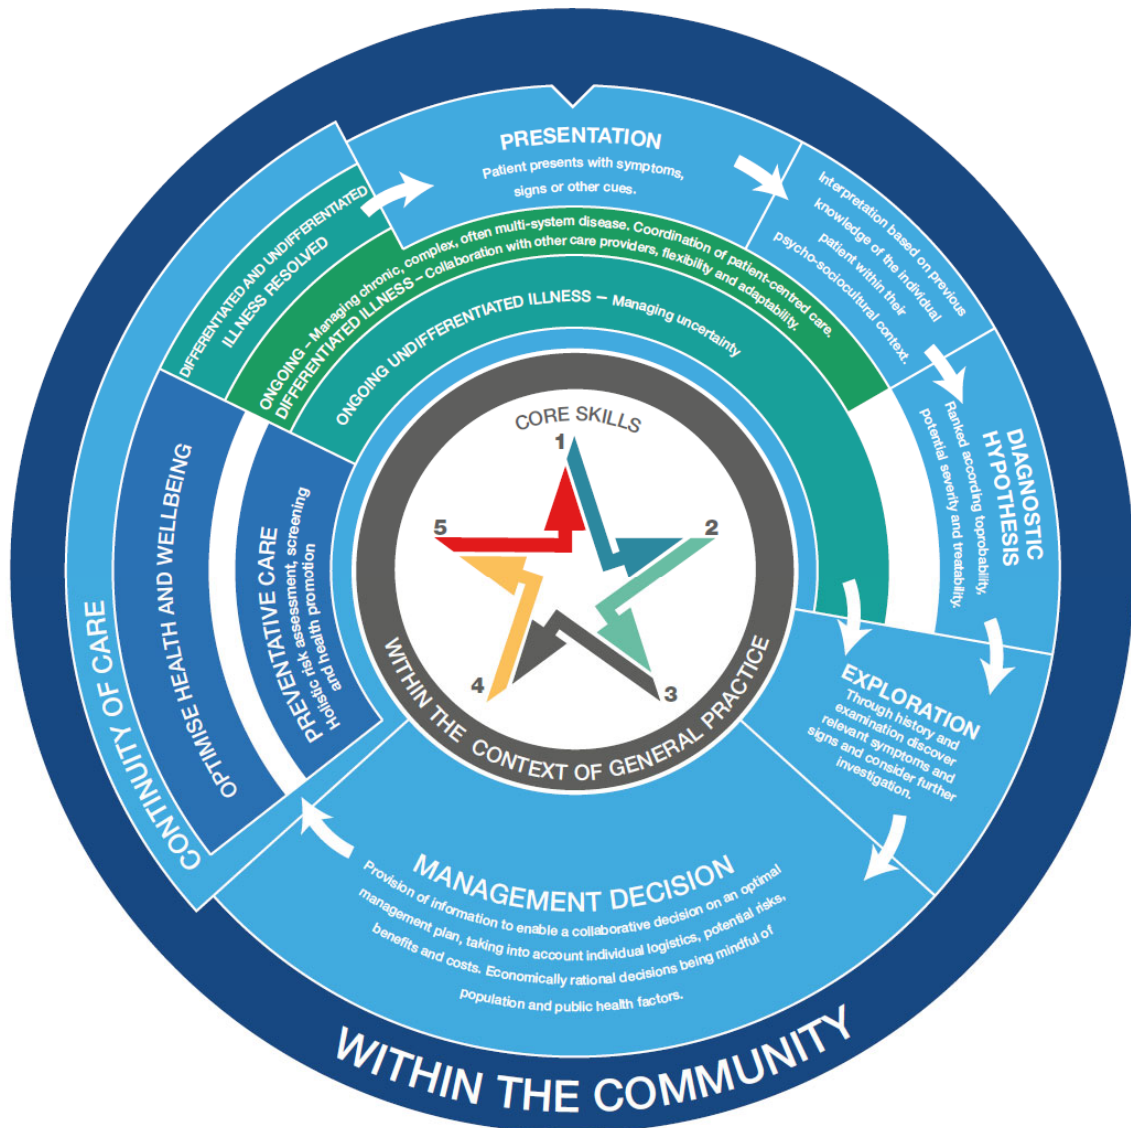 PRESENTATION
Patient presents with symptoms,
signs or other cues.
Interpretation based on previous
knowledge of the individual
patient within their
psycho-sociocultural context.
DIAGNOSTIC
HYPOTHESIS
Ranked according toprobability,
potential severity and treatability.
EXPLORATION
Through history and
examination discover
relevant symptoms and
signs and consider further
investigation.
MANAGEMENT DECISION
Provision of information to enable a collaborative decision on an optimal
management plan, taking into account individual logistics, potential risks,
benefits and costs. Economically rational decisions being mindful of
population and public health factors.
CONTINUITY OF CARE
OPTIMISE HEALTH AND WELLBEING
PREVENTATIVE CARE
Holistic risk assessment, screening
and health promotion
DIFFERENTIATED AND UNDIFFERENTIATED
ILLNESS RESOLVED
ONGOING – Managing chronic, complex, often multi-system disease. Coordination of patient-centred care.
DIFFERENTIATED ILLNESS – Collaboration with other care providers, flexibility and adaptability.
ONGOING UNDIFFERENTIATED ILLNESS – Managing uncertainty
CORE SKILLS
1
2
3
4
5
WITHIN THE CONTEXT OF GENERAL PRACTICE
WITHIN THE COMMUNITY